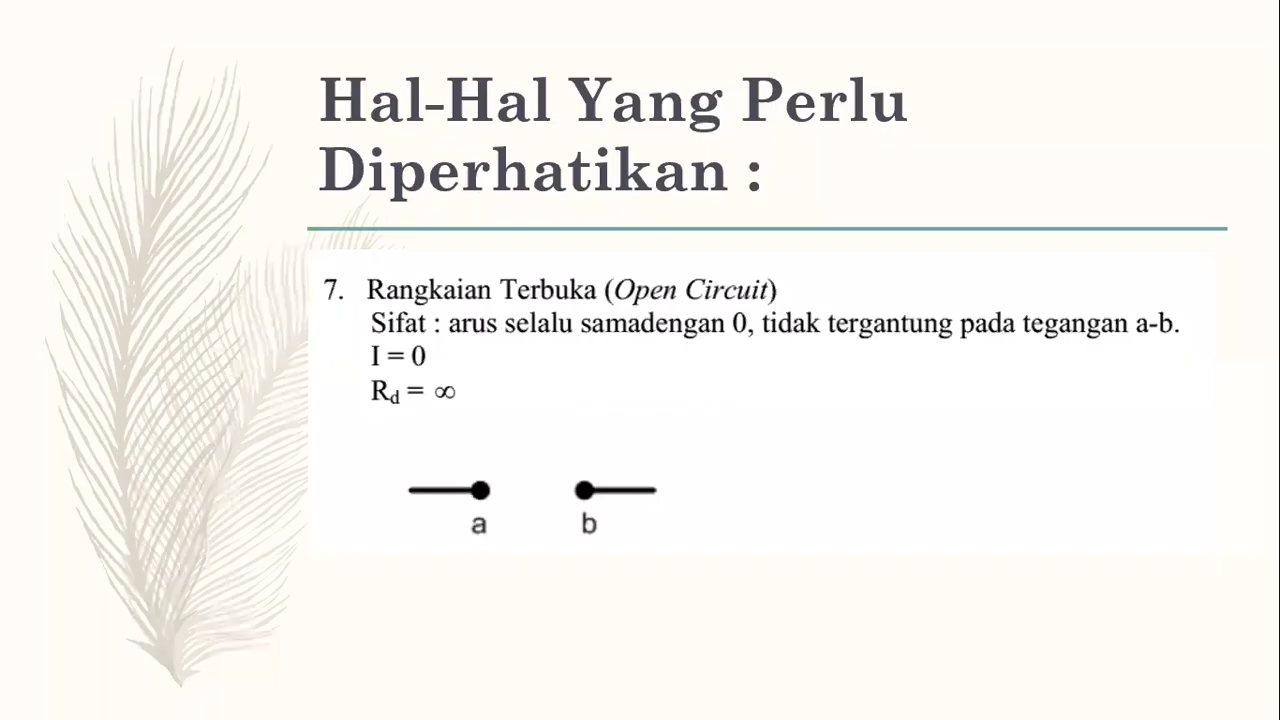 Hal-Hal Yang Perlu
Diperhatikan :
7. Rangkaian Terbuka (Open Circuit)
Sifat : arus selalu samadengan 0, tidak tergantung pada tegangan a-b.
I = 0
Rd = ∞
a b